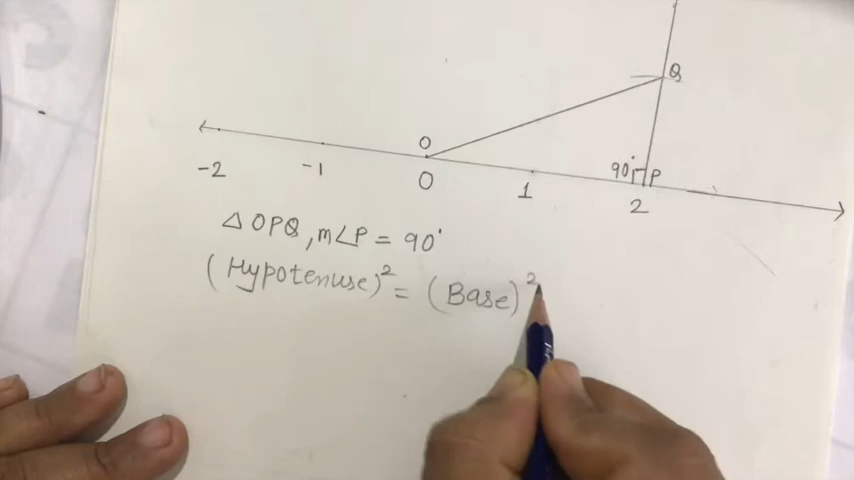 Q
O
90° P
-2 -1 0 1 2
△OPQ, m∠P = 90°
(Hypotenuse)² = (Base)²